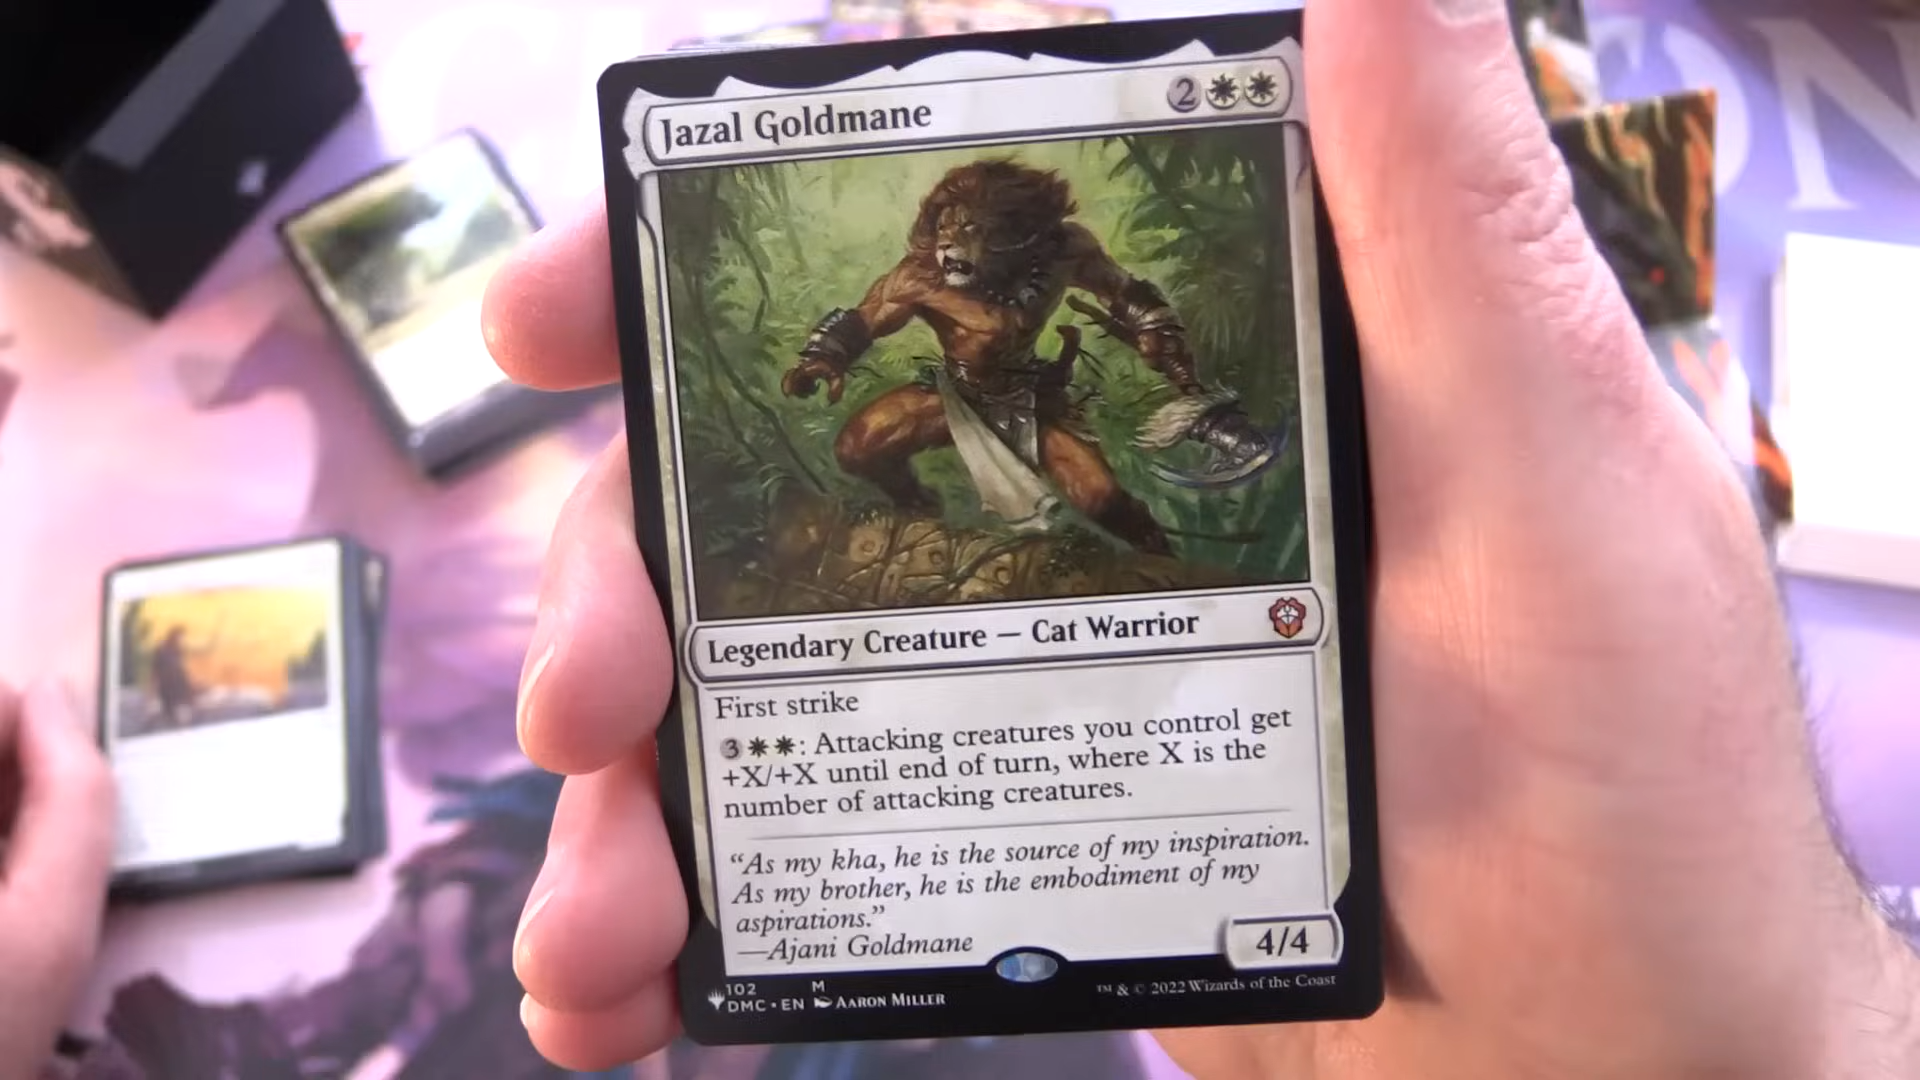 Jazal Goldmane
2
Legendary Creature — Cat Warrior
First strike
3: Attacking creatures you control get
+X/+X until end of turn, where X is the
number of attacking creatures.
“As my kha, he is the source of my inspiration.
As my brother, he is the embodiment of my
aspirations.”
—Ajani Goldmane
4/4
102 M
DMC • EN AARON MILLER
™ & © 2022 Wizards of the Coast